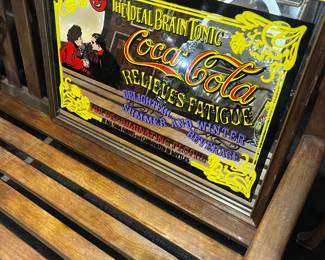 THE IDEAL BRAIN TONIC
Coca-Cola
RELIEVES FATIGUE
DELIGHTFUL
SUMMER AND WINTER
BEVERAGE